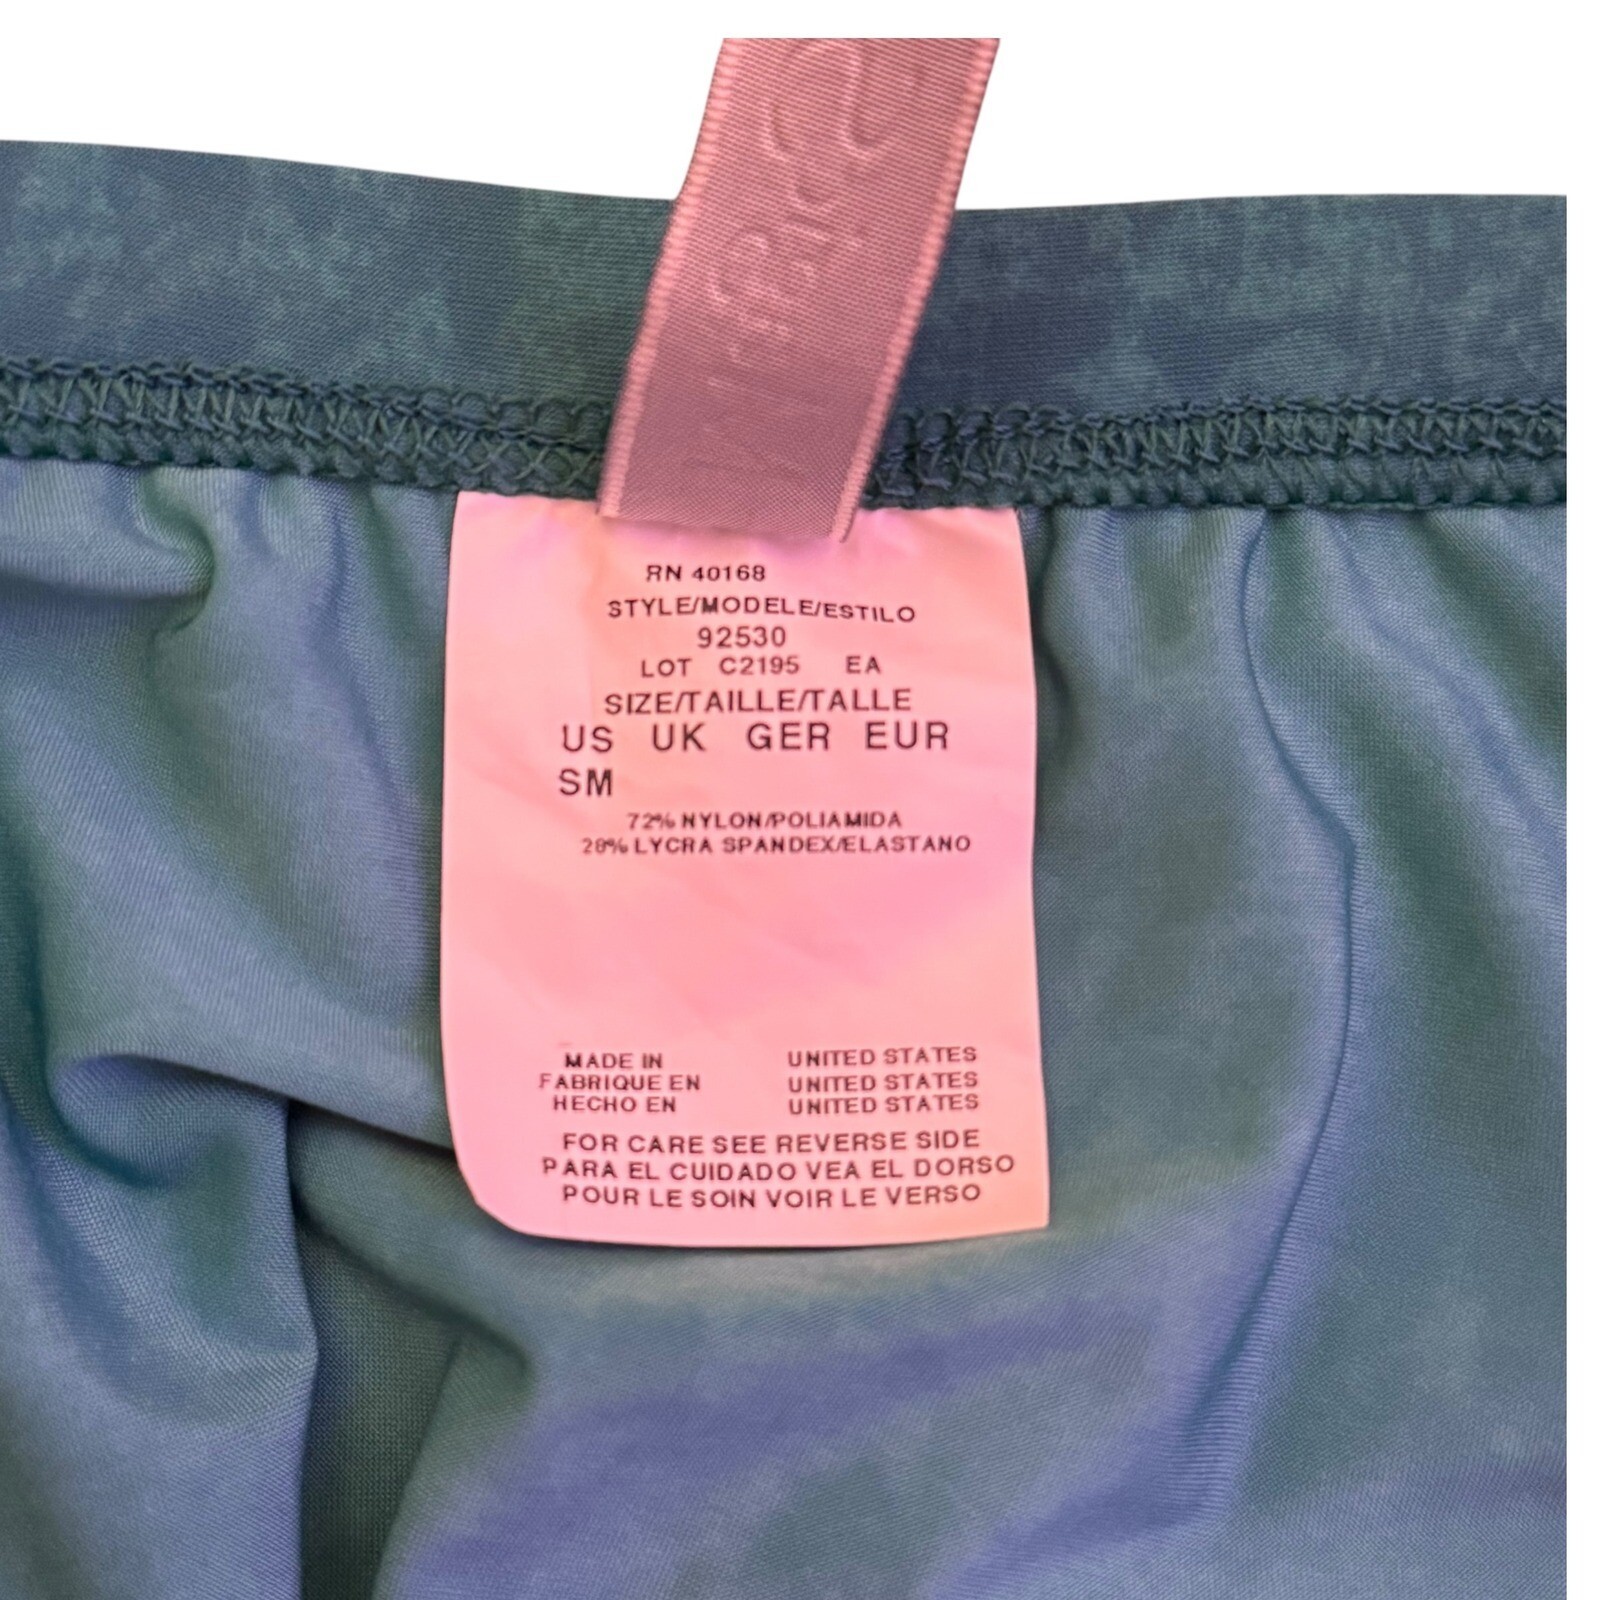 RN 40168
STYLE/MODELE/ESTILO
92530
LOT C2195 EA
SIZE/TAILLE/TALLE
US UK GER EUR
SM
72% NYLON/POLIAMIDA
28% LYCRA SPANDEX/ELASTANO
MADE IN UNITED STATES
FABRIQUE EN UNITED STATES
HECHO EN UNITED STATES
FOR CARE SEE REVERSE SIDE
PARA EL CUIDADO VEA EL DORSO
POUR LE SOIN VOIR LE VERSO